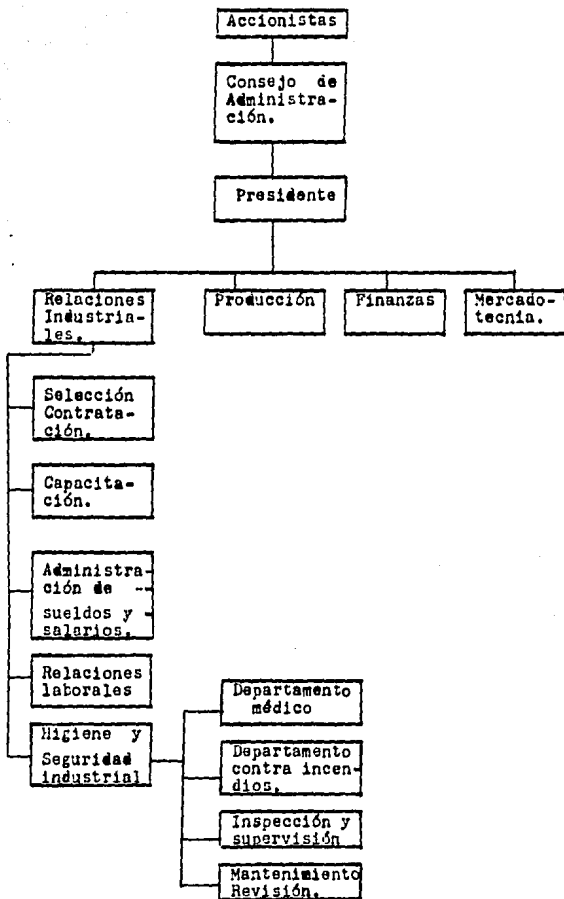 Accionistas
Consejo de
Administra-
ción.
Presidente
Relaciones
Industria-
les.
Producción
Finanzas
Mercado-
tecnia.
Selección
Contrata-
ción.
Capacita-
ción.
Administra-
ción de --
sueldos y -
salarios.
Relaciones
laborales
Higiene y
Seguridad
industrial
Departamento
médico
Departamento
contra incen-
dios.
Inspección y
supervisión
Mantenimiento
Revisión.